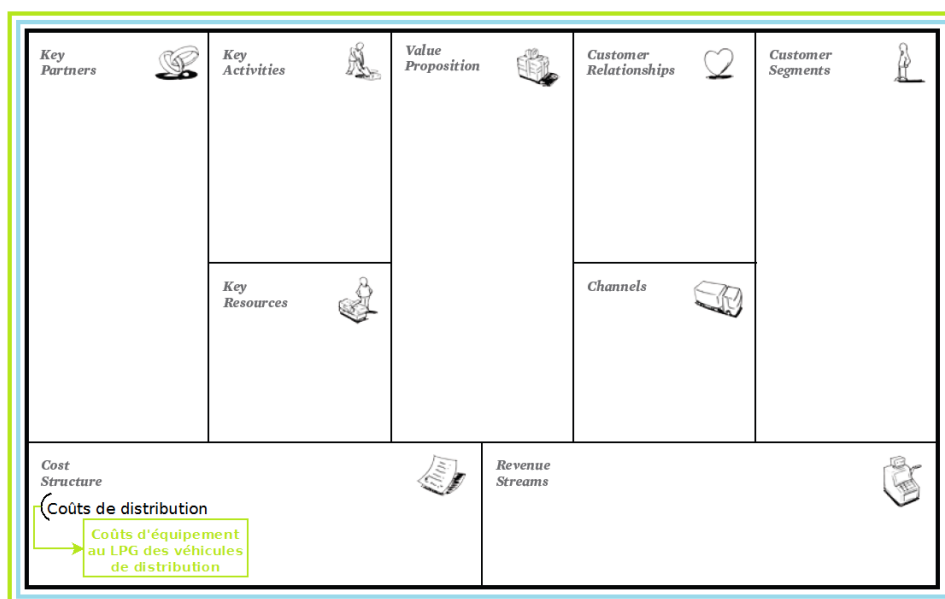 Key
Partners
Key
Activities
Value
Proposition
Customer
Relationships
Customer
Segments
Key
Resources
Channels
Cost
Structure
Revenue
Streams
Coûts de distribution
Coûts d'équipement
au LPG des véhicules
de distribution